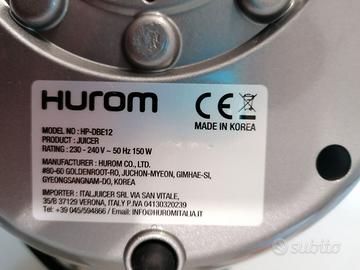 HUROM
CE
MADE IN KOREA
MODEL NO : HP-DBE12
PRODUCT : JUICER
RATING : 230 - 240V ~ 50 Hz 150 W
MANUFACTURER : HUROM CO., LTD.
#80-60 GOLDENROOT-RO, JUCHON-MYEON, GIMHAE-SI,
GYEONGSANGNAM-DO, KOREA
IMPORTER : ITALJUICER SRL VIA SAN VITALE,
35/B 37129 VERONA, ITALY P.IVA 04130320239
Tel: +39 045/594866 / Email: INFO@HUROMITALIA.IT
subito